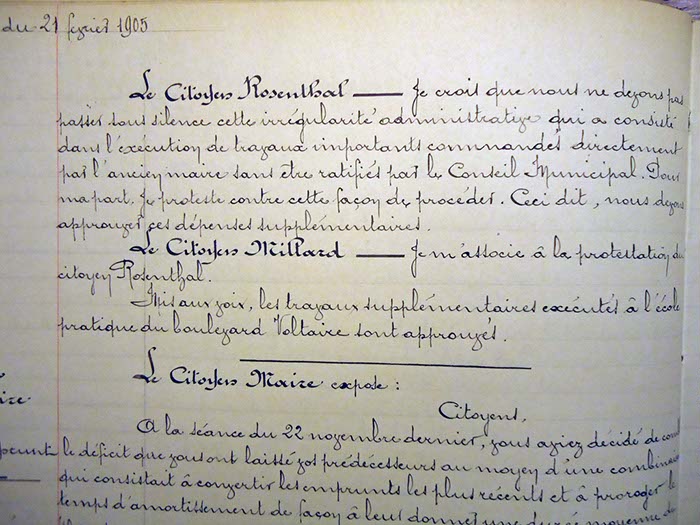 du 21 février 1905
Le Citoyen Rosenthal — Je crois que nous ne devons pas
passer sous silence cette irrégularité administrative qui a consisté
dans l'exécution de travaux importants commandés directement
par l'ancien maire sans être ratifiés par le Conseil Municipal. Pour
ma part, je proteste contre cette façon de procéder. Ceci dit, nous devons
approuver ces dépenses supplémentaires.
Le Citoyen Millard — Je m'associe à la protestation du
citoyen Rosenthal.
Mis aux voix, les travaux supplémentaires exécutés à l'école
pratique du boulevard Voltaire sont approuvés.
Le Citoyen Maire expose :
Citoyens,
A la séance du 22 novembre dernier, vous aviez décidé de
le déficit que vous ont laissé vos prédécesseurs au moyen d'une
qui consistait à convertir les emprunts les plus récents et à proroger le
temps d'amortissement de façon à leur donner une durée moyenne de